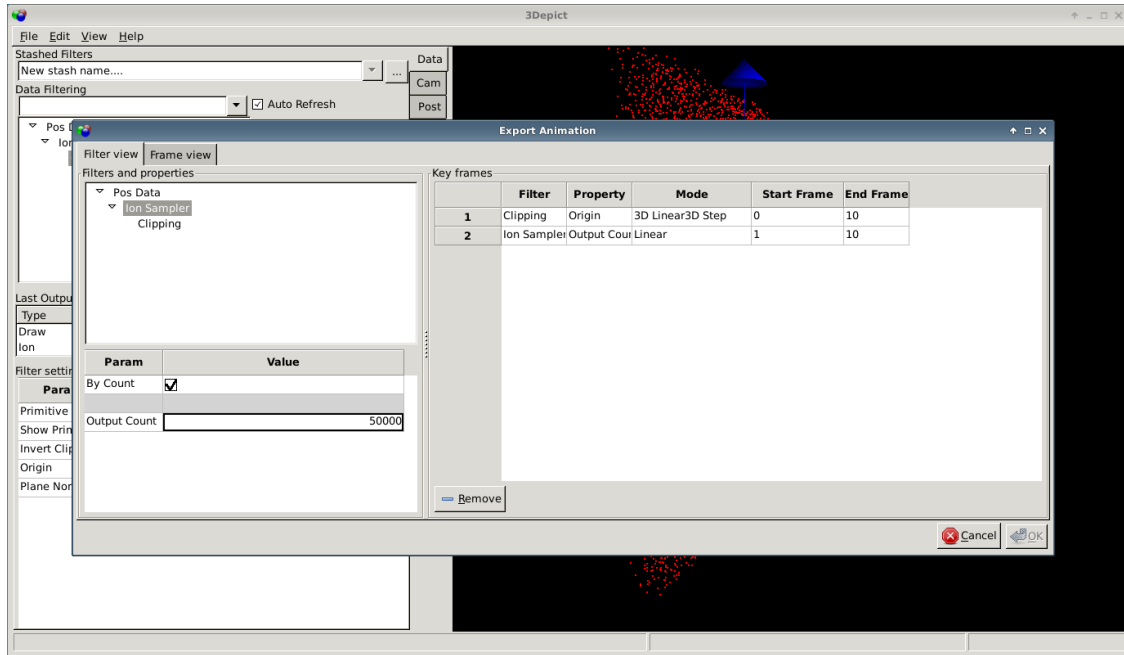 3Depict
File Edit View Help
Stashed Filters
New stash name....
...
Data Filtering
Auto Refresh
Data
Cam
Post
Pos
Export Animation
Filter view Frame view
Filters and properties
Pos Data
Ion Sampler
Clipping
Param Value
By Count
Output Count 50000
Key frames
Filter Property Mode Start Frame End Frame
1 Clipping Origin 3D Linear3D Step 0 10
2 Ion Sampler Output Cou Linear 1 10
Remove
Cancel OK
Last Outpu
Type
Draw
Ion
Filter settin
Para
Primitive
Show Prin
Invert Clip
Origin
Plane Nor